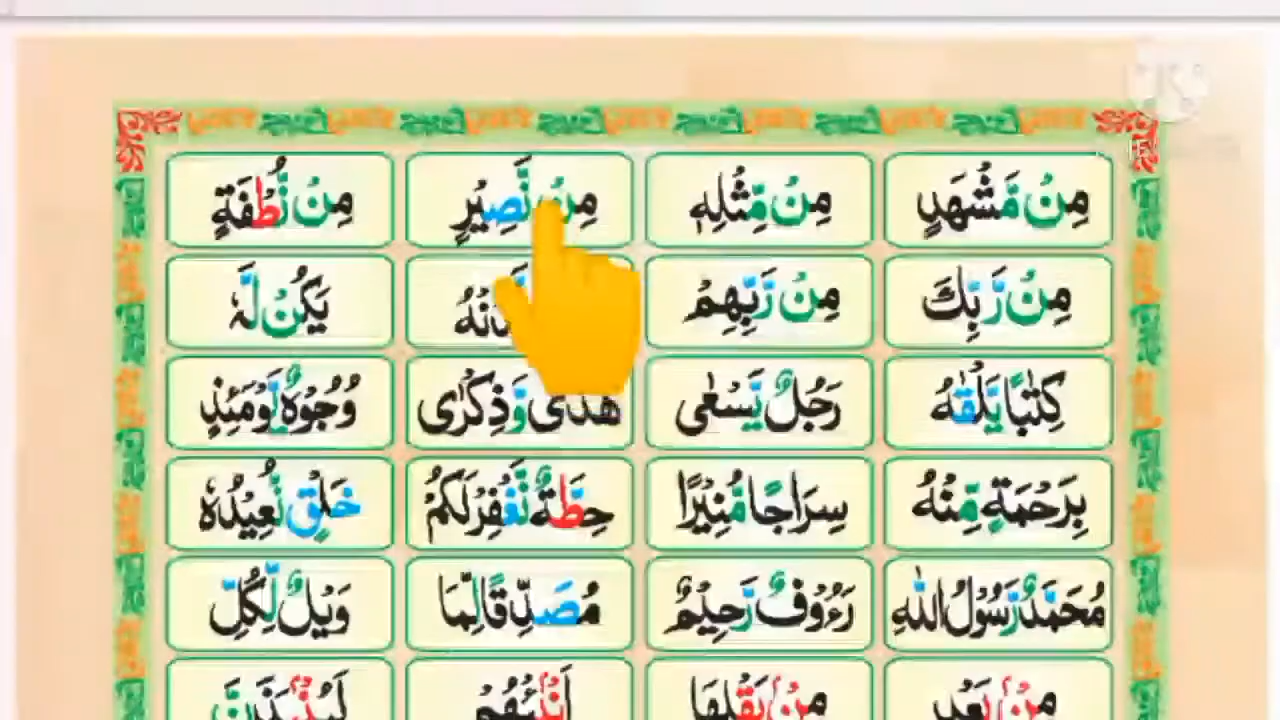 مِنْ مَّشْهَدِ مِنْ مِّثْلِهٖ مِنْ نَّصِيْرٍ مِنْ نُّطْفَةٍ
مِنْ رَّبِّكَ مِنْ رَّبِّهِمْ يَكُنْ لَّهٗ
كِتٰبًا يَّلْقٰهُ رَجُلٌ يَّسْعٰى هُدًى وَّذِكْرٰى وُجُوْهٌ يَّوْمَئِذٍ
بِرَحْمَةٍ مِّنْهُ سِرَاجًا مُّنِيْرًا حِطَّةٌ نَّغْفِرْلَكُمْ خَلْقٍ نُّعِيْدُهٗ
مُحَمَّدٌ رَّسُوْلُ اللّٰهِ رَءُوْفٌ رَّحِيْمٌ مُصَدِّقًا لِّمَا وَيْلٌ لِّكُلِّ
مِنْۢ بَعْدِ مِنْۢ بَقْلِهَا اَنْۢبِئْهُمْ لَيُنْۢبَذَنَّ